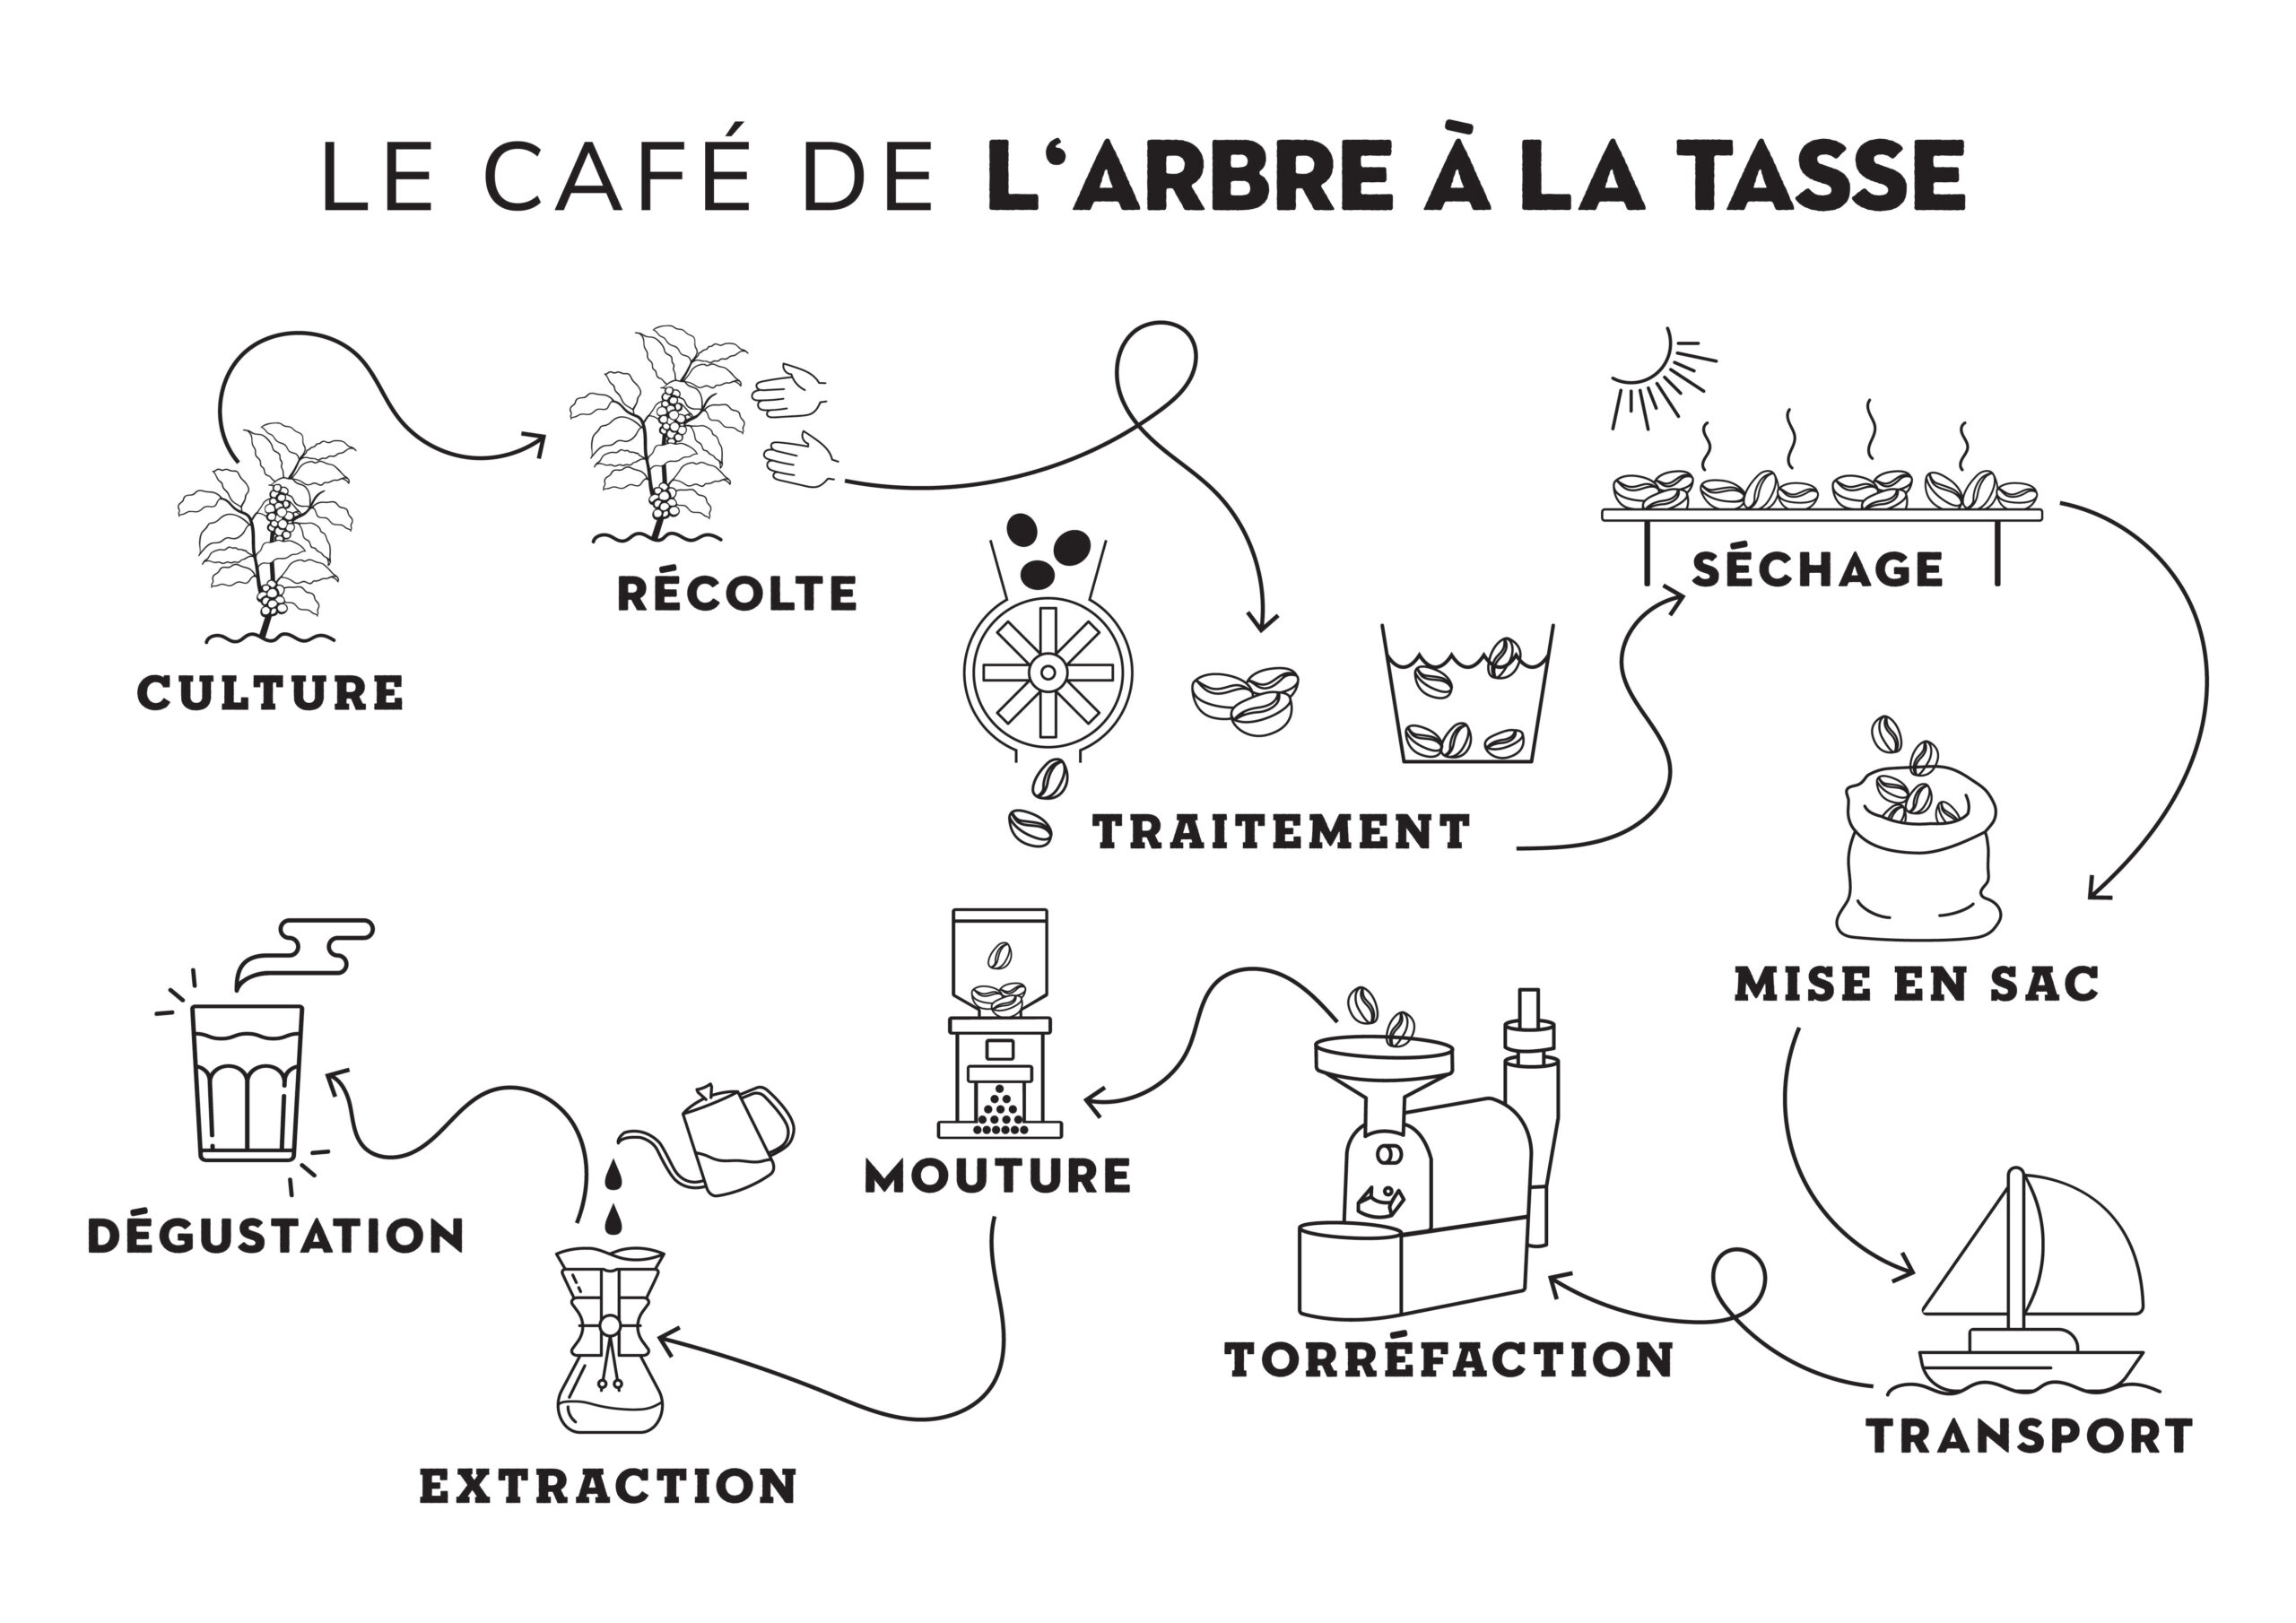 LE CAFÉ DE L‘ARBRE À LA TASSE
CULTURE
RÉCOLTE
TRAITEMENT
SÉCHAGE
MISE EN SAC
TRANSPORT
TORRÉFACTION
MOUTURE
EXTRACTION
DÉGUSTATION